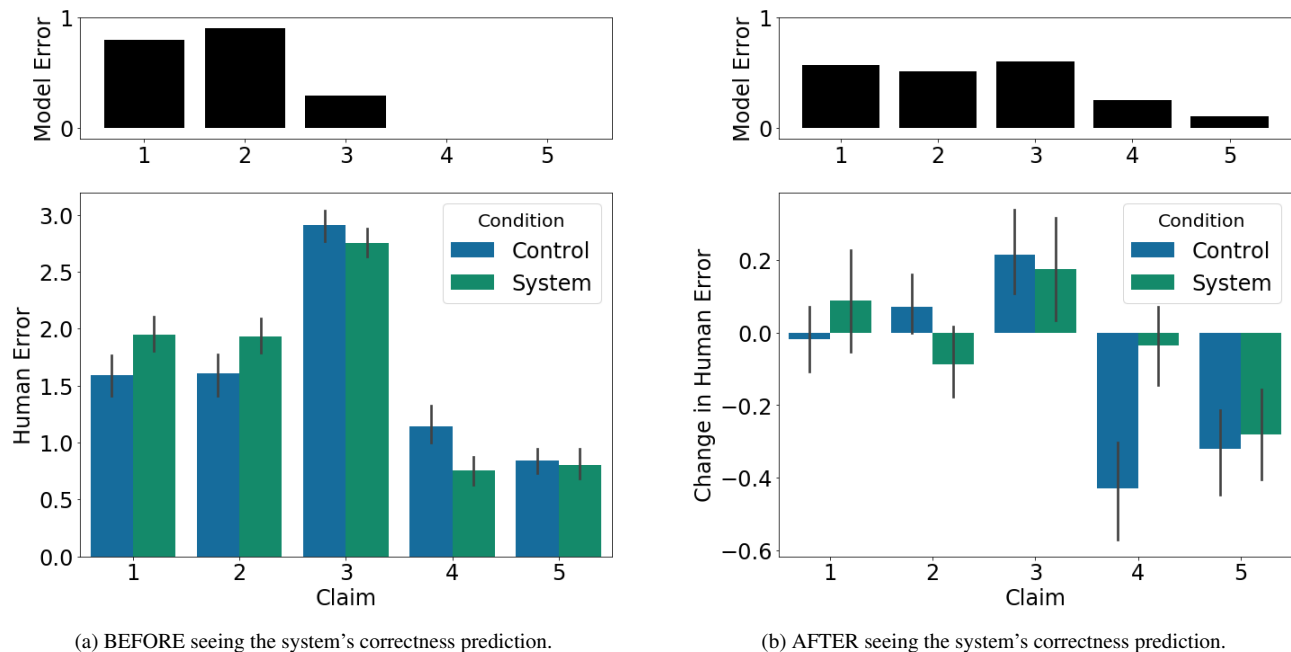 Model Error
1
0
1 2 3 4 5
Human Error
3.0
2.5
2.0
1.5
1.0
0.5
0.0
Condition
Control
System
1 2 3 4 5
Claim
(a) BEFORE seeing the system's correctness prediction.
Model Error
1
0
1 2 3 4 5
Change in Human Error
0.2
0.0
−0.2
−0.4
−0.6
Condition
Control
System
1 2 3 4 5
Claim
(b) AFTER seeing the system's correctness prediction.